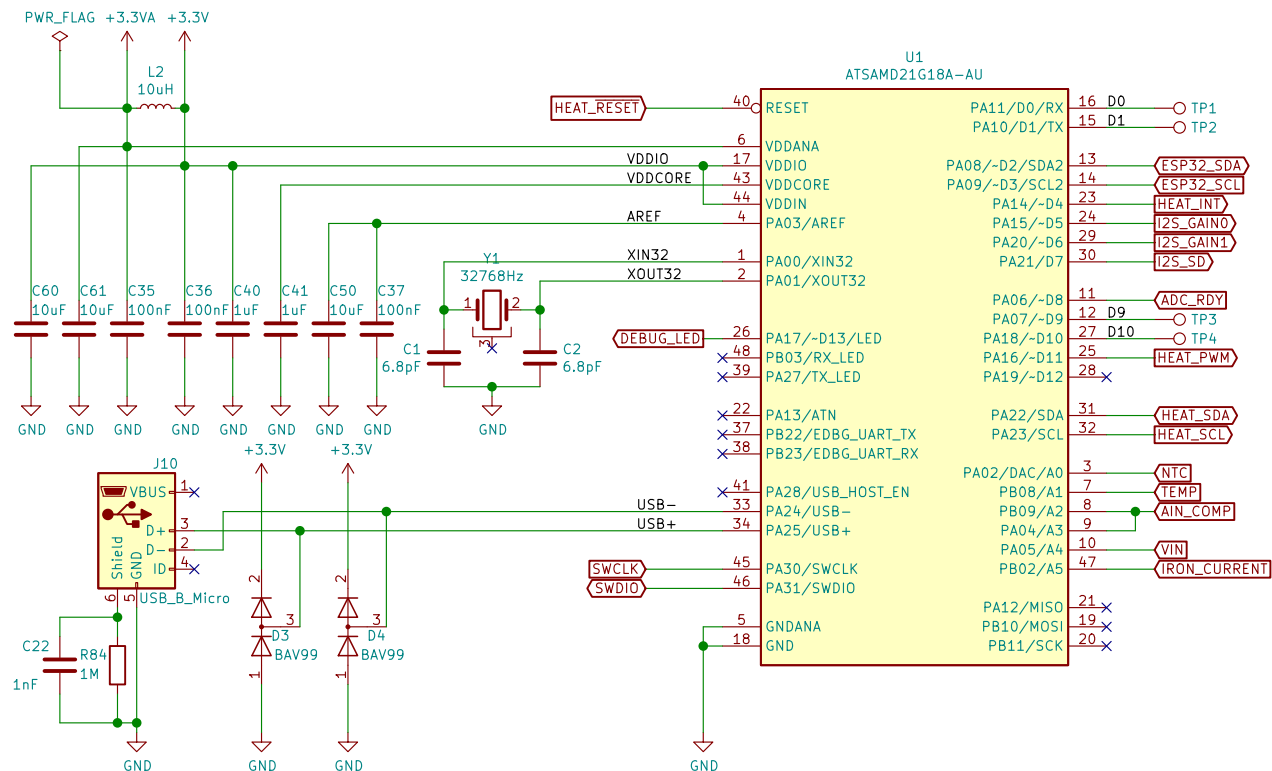 PWR_FLAG +3.3VA +3.3V
L2
10uH
U1
ATSAMD21G18A-AU
HEAT_RESET 40 RESET PA11/D0/RX 16 D0 TP1
PA10/D1/TX 15 D1 TP2
6 VDDANA
VDDIO 17 VDDIO PA08/~D2/SDA2 13 ESP32_SDA
VDDCORE 43 VDDCORE PA09/~D3/SCL2 14 ESP32_SCL
44 VDDIN PA14/~D4 23 HEAT_INT
AREF 4 PA03/AREF PA15/~D5 24 I2S_GAIN0
PA20/~D6 29 I2S_GAIN1
XIN32 1 PA00/XIN32 PA21/D7 30 I2S_SD
XOUT32 2 PA01/XOUT32
Y1
32768Hz
1 2
3
C60 C61 C35 C36 C40 C41 C50 C37
10uF 10uF 100nF 100nF 1uF 1uF 10uF 100nF
PA06/~D8 11 ADC_RDY
PA07/~D9 12 D9 TP3
DEBUG_LED 26 PA17/~D13/LED PA18/~D10 27 D10 TP4
C1 C2
6.8pF 6.8pF
48 PB03/RX_LED PA16/~D11 25 HEAT_PWM
39 PA27/TX_LED PA19/~D12 28
22 PA13/ATN PA22/SDA 31 HEAT_SDA
GND GND GND GND GND GND GND GND GND
37 PB22/EDBG_UART_TX PA23/SCL 32 HEAT_SCL
38 PB23/EDBG_UART_RX
+3.3V +3.3V
J10
PA02/DAC/A0 3 NTC
VBUS 1 41 PA28/USB_HOST_EN PB08/A1 7 TEMP
USB- 33 PA24/USB- PB09/A2 8 AIN_COMP
D+ 3 USB+ 34 PA25/USB+ PA04/A3 9
D- 2 PA05/A4 10 VIN
ID 4 SWCLK 45 PA30/SWCLK PB02/A5 47 IRON_CURRENT
Shield GND
SWDIO 46 PA31/SWDIO
6 5 USB_B_Micro
2 2
PA12/MISO 21
3 3 5 GNDANA PB10/MOSI 19
D3 D4
18 GND PB11/SCK 20
BAV99 BAV99
1 1
C22 R84
1nF 1M
GND GND GND GND